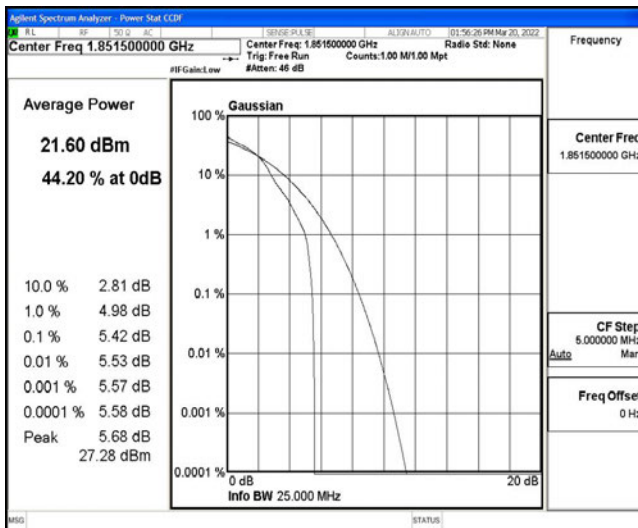 Agilent Spectrum Analyzer - Power Stat CCDF
RL RF 50 Ω AC SENSE:PULSE ALIGN AUTO 01:56:26 PM Mar 20, 2022
Center Freq 1.851500000 GHz
Center Freq: 1.851500000 GHz Radio Std: None
Trig: Free Run Counts:1.00 M/1.00 Mpt
#IFGain:Low #Atten: 46 dB
Frequency
Average Power
21.60 dBm
44.20 % at 0dB
10.0 % 2.81 dB
1.0 % 4.98 dB
0.1 % 5.42 dB
0.01 % 5.53 dB
0.001 % 5.57 dB
0.0001 % 5.58 dB
Peak 5.68 dB
27.28 dBm
Gaussian
100 %
10 %
1 %
0.1 %
0.01 %
0.001 %
0.0001 %
0 dB 20 dB
Info BW 25.000 MHz
Center Freq
1.851500000 GHz
CF Step
5.000000 MHz
Auto Man
Freq Offset
0 Hz
MSG STATUS